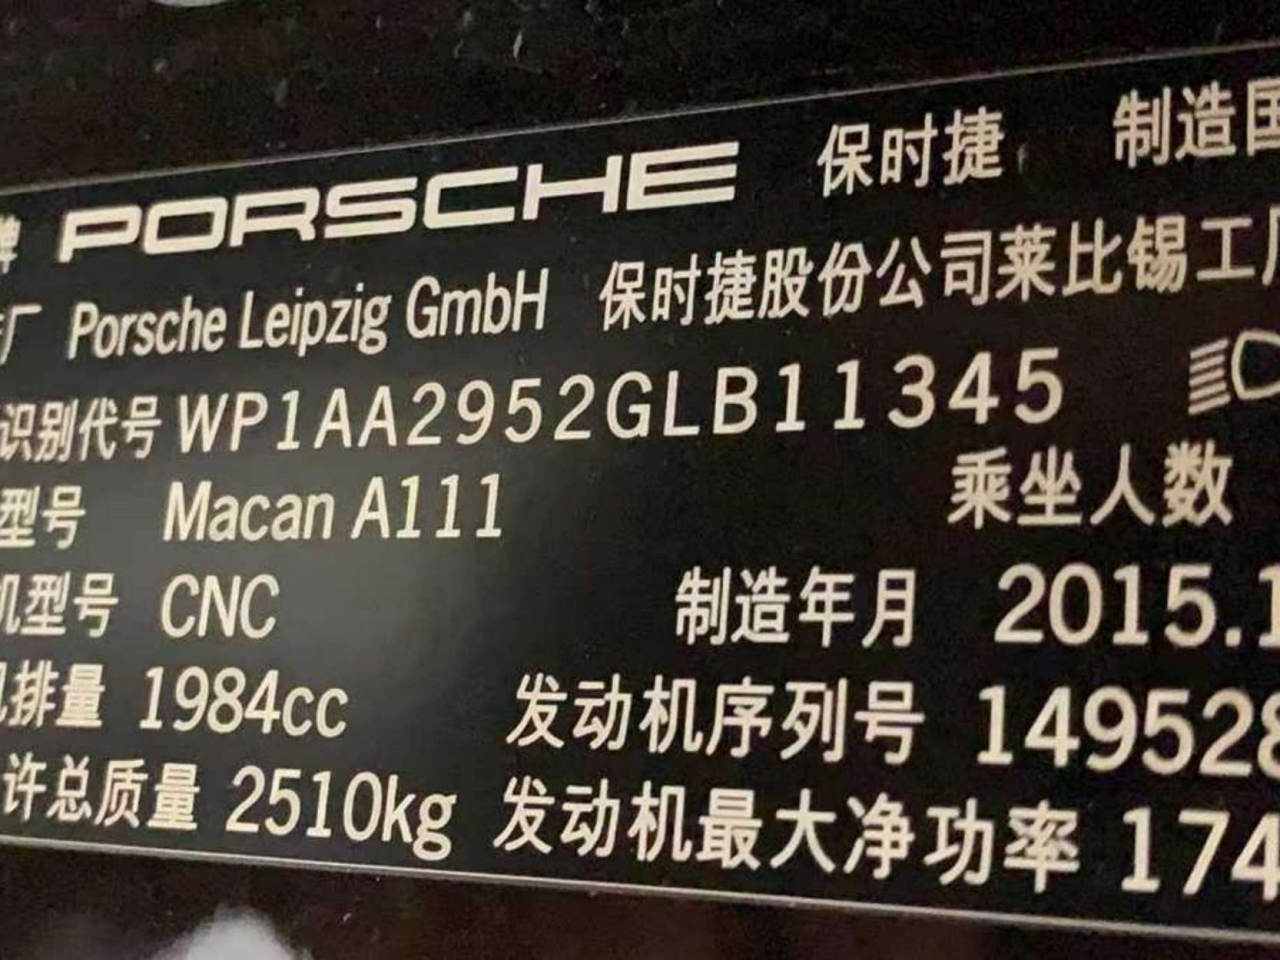 牌 PORSCHE 保时捷 制造国
厂 Porsche Leipzig GmbH 保时捷股份公司莱比锡工厂
识别代号 WP1AA2952GLB11345
型号 Macan A111 乘坐人数
机型号 CNC 制造年月 2015.1
机排量 1984cc 发动机序列号 149528
许总质量 2510kg 发动机最大净功率 174